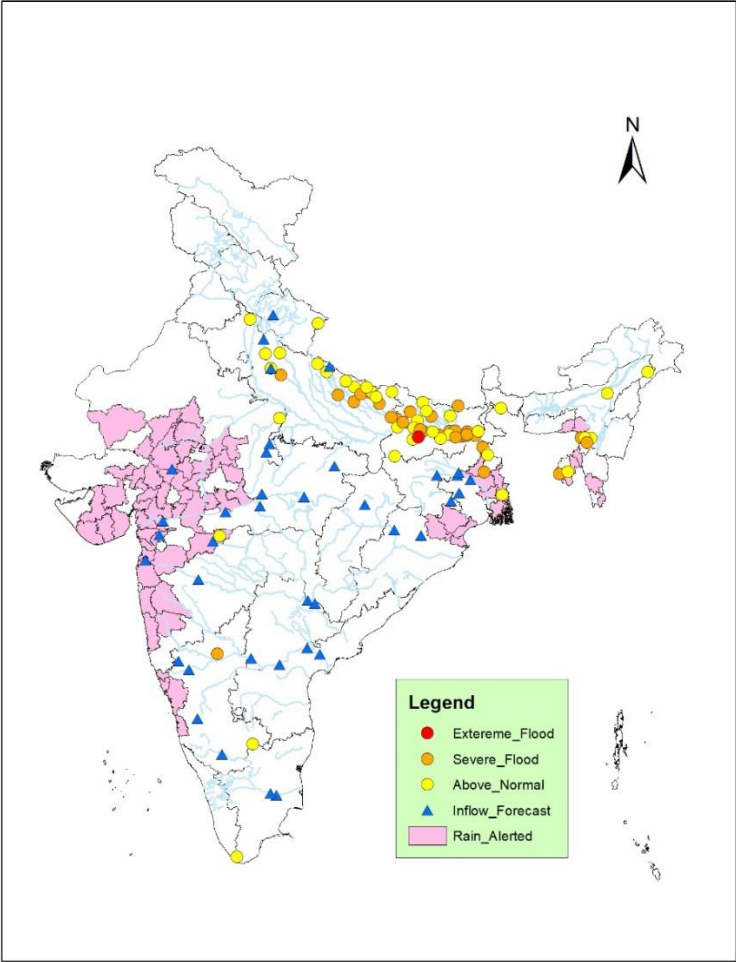 N
Legend
Extereme_Flood
Severe_Flood
Above_Normal
Inflow_Forecast
Rain_Alerted